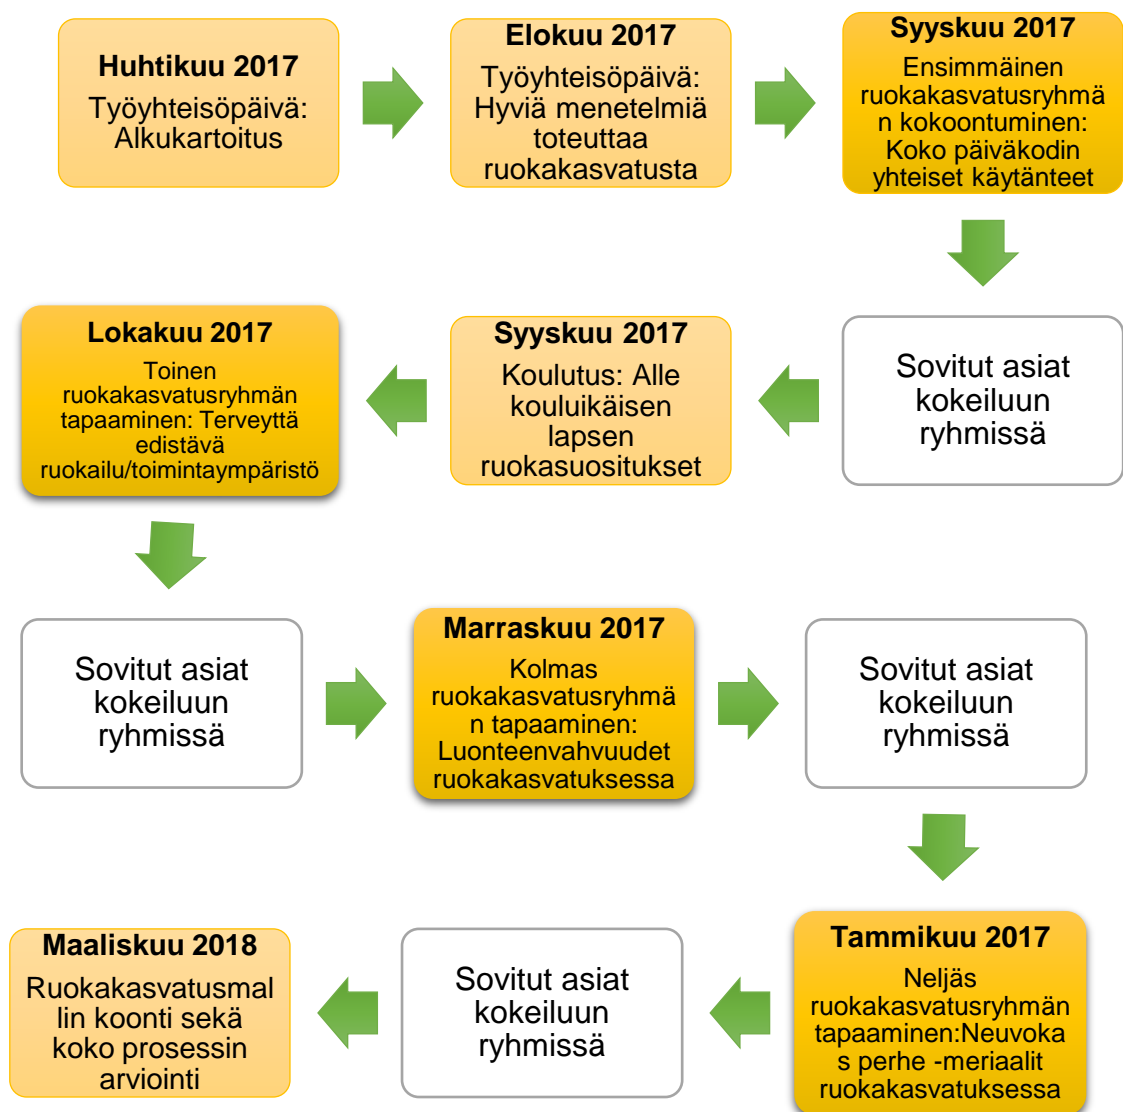 Huhtikuu 2017
Työyhteisöpäivä:
Alkukartoitus
Elokuu 2017
Työyhteisöpäivä:
Hyviä menetelmiä
toteuttaa
ruokakasvatusta
Syyskuu 2017
Ensimmäinen
ruokakasvatusryhmä
n kokoontuminen:
Koko päiväkodin
yhteiset käytänteet
Sovitut asiat
kokeiluun
ryhmissä
Syyskuu 2017
Koulutus: Alle
kouluikäisen
lapsen
ruokasuositukset
Lokakuu 2017
Toinen
ruokakasvatusryhmän
tapaaminen: Terveyttä
edistävä
ruokailu/toimintaympäristö
Sovitut asiat
kokeiluun
ryhmissä
Marraskuu 2017
Kolmas
ruokakasvatusryhmä
n tapaaminen:
Luonteenvahvuudet
ruokakasvatuksessa
Sovitut asiat
kokeiluun
ryhmissä
Tammikuu 2017
Neljäs
ruokakasvatusryhmän
tapaaminen:Neuvoka
s perhe -meriaalit
ruokakasvatuksessa
Sovitut asiat
kokeiluun
ryhmissä
Maaliskuu 2018
Ruokakasvatusmal
lin koonti sekä
koko prosessin
arviointi